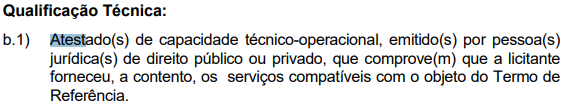 Qualificação Técnica:
b.1) Atestado(s) de capacidade técnico-operacional, emitido(s) por pessoa(s)
jurídica(s) de direito público ou privado, que comprove(m) que a licitante
forneceu, a contento, os serviços compatíveis com o objeto do Termo de
Referência.